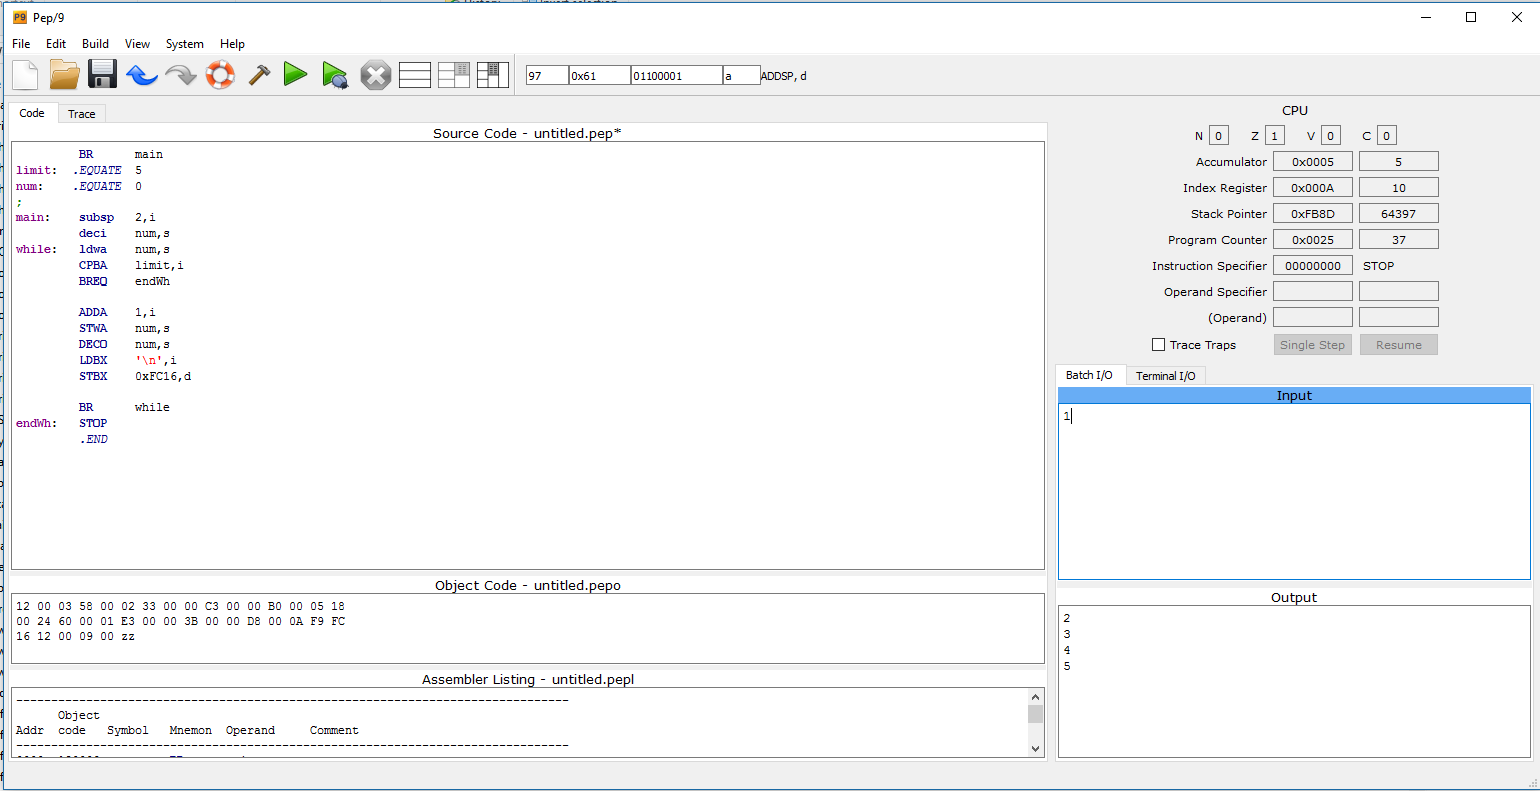 Pep/9
File Edit Build View System Help
97 0x61 01100001 a ADDSP, d
Code Trace
Source Code - untitled.pep*
BR main
limit: .EQUATE 5
num: .EQUATE 0
;
main: subsp 2,i
deci num,s
while: ldwa num,s
CPBA limit,i
BREQ endWh
ADDA 1,i
STWA num,s
DECO num,s
LDBX '\n',i
STBX 0xFC16,d
BR while
endWh: STOP
.END
Object Code - untitled.pepo
12 00 03 58 00 02 33 00 00 C3 00 00 B0 00 05 18
00 24 60 00 01 E3 00 00 3B 00 00 D8 00 0A F9 FC
16 12 00 09 00 zz
Assembler Listing - untitled.pepl
-------------------------------------------------------------------------------
Object
Addr code Symbol Mnemon Operand Comment
-------------------------------------------------------------------------------
CPU
N 0 Z 1 V 0 C 0
Accumulator 0x0005 5
Index Register 0x000A 10
Stack Pointer 0xFB8D 64397
Program Counter 0x0025 37
Instruction Specifier 00000000 STOP
Operand Specifier
(Operand)
Trace Traps Single Step Resume
Batch I/O Terminal I/O
Input
1
Output
2
3
4
5